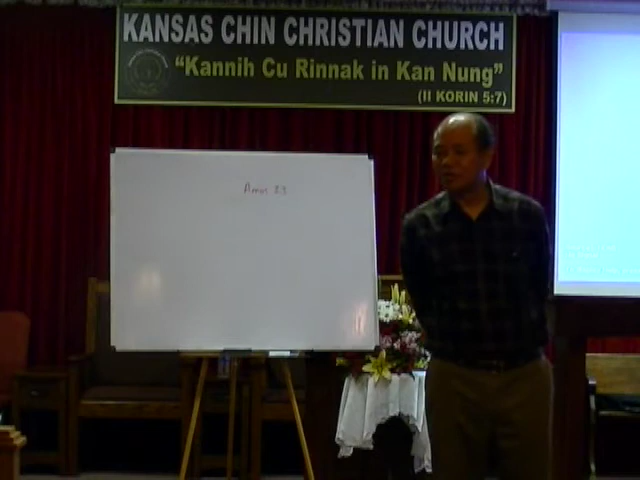 KANSAS CHIN CHRISTIAN CHURCH
“Kannih Cu Rinnak in Kan Nung”
(II KORIN 5:7)